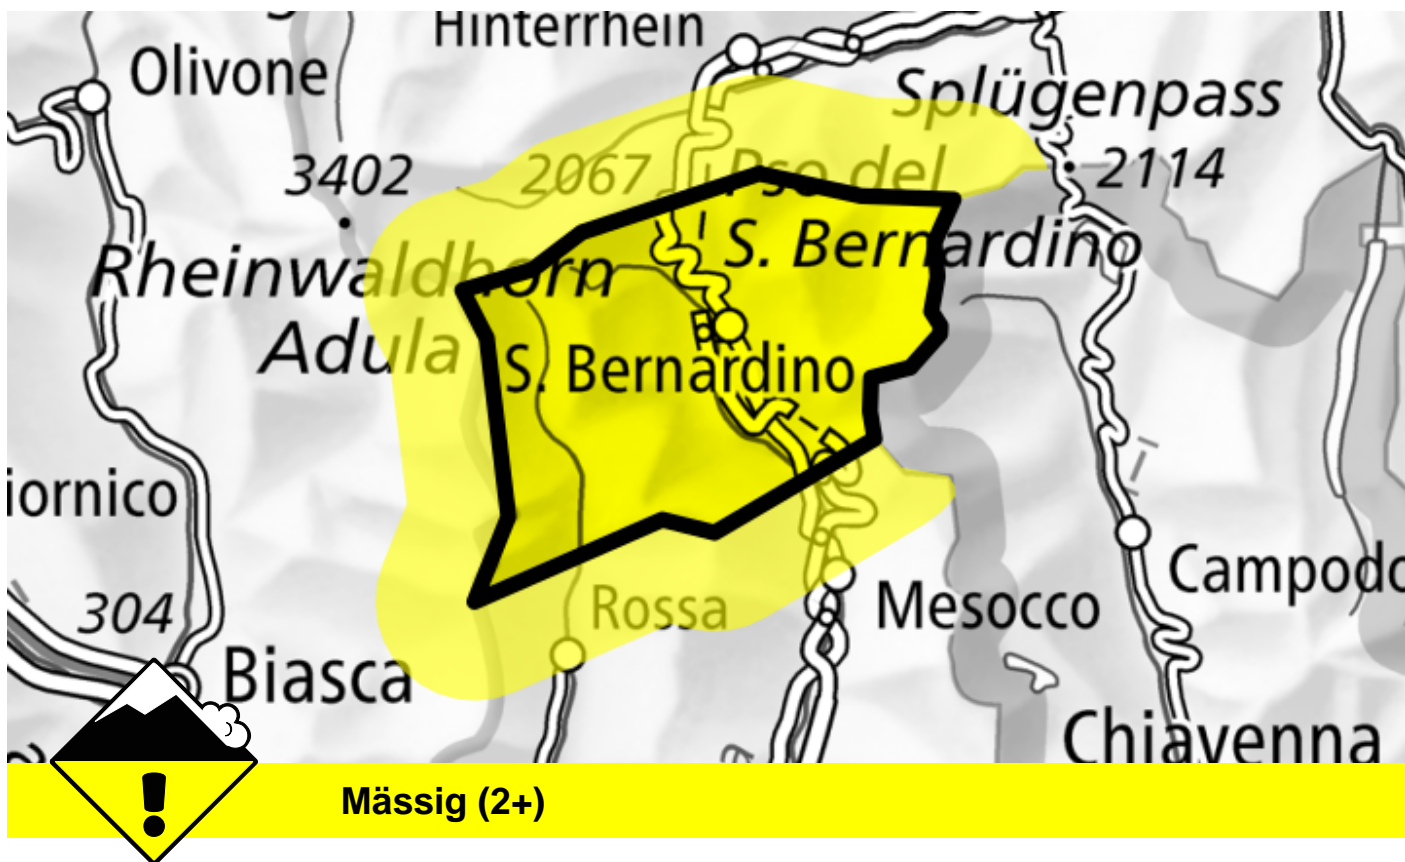 Hinterrhein
Olivone
Splügenpass
3402
2067
Pso del
2114
S. Bernardino
Rheinwaldhorn
Adula
S. Bernardino
iornico
Campodo
304
Rossa
Mesocco
Biasca
Chiavenna
Mässig (2+)